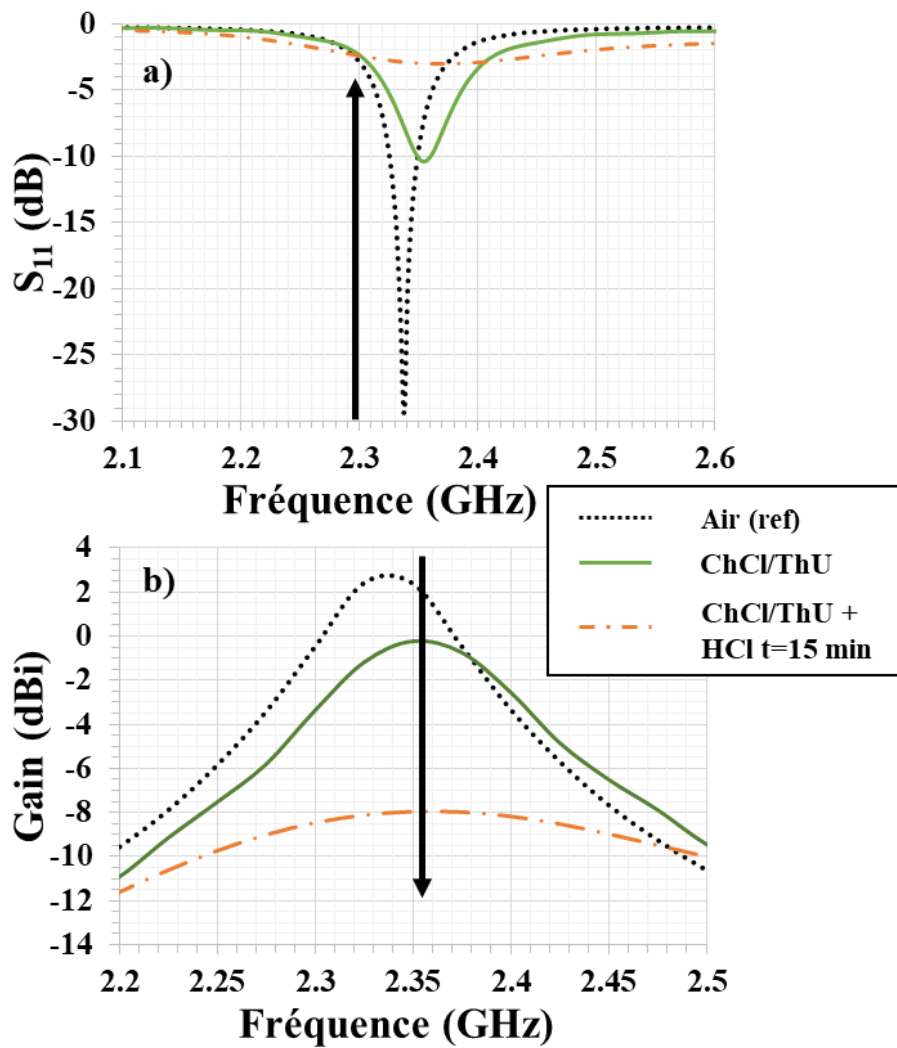 a)
S11 (dB)
0
-5
-10
-15
-20
-25
-30
2.1 2.2 2.3 2.4 2.5 2.6
Fréquence (GHz)
Air (ref)
ChCl/ThU
ChCl/ThU +
HCl t=15 min
b)
Gain (dBi)
4
2
0
-2
-4
-6
-8
-10
-12
-14
2.2 2.25 2.3 2.35 2.4 2.45 2.5
Fréquence (GHz)